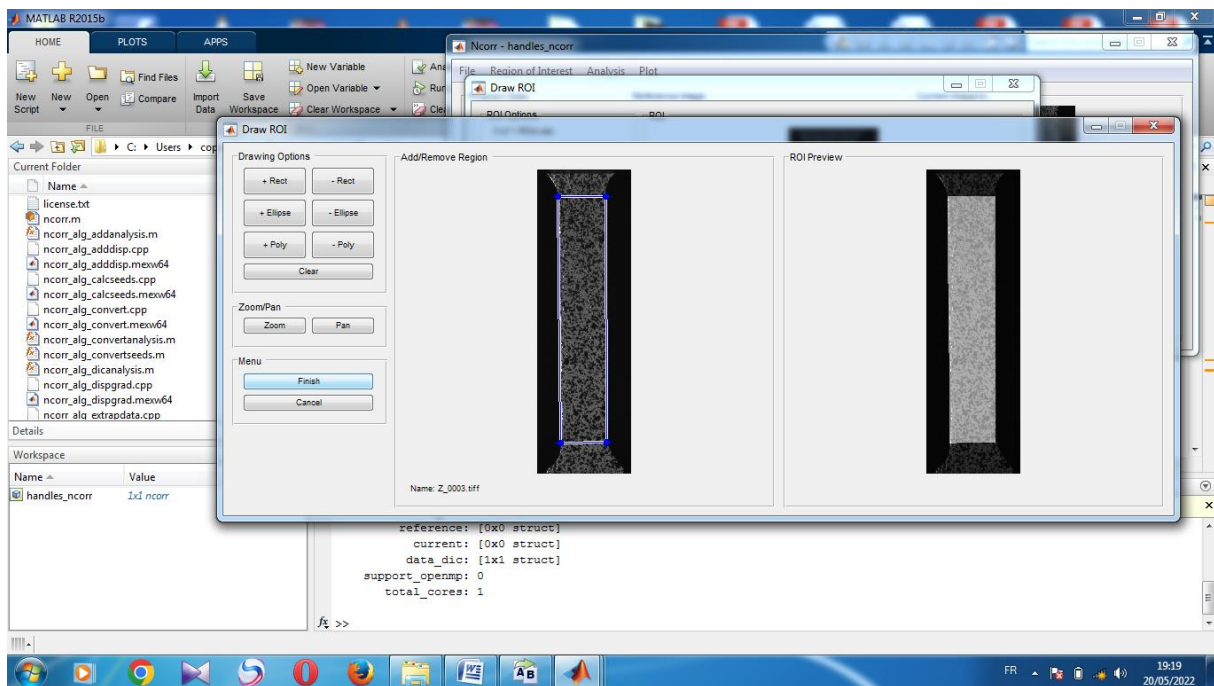 MATLAB R2015b
HOME PLOTS APPS
New Script
New
Open
Find Files
Compare
Import Data
Save Workspace
New Variable
Open Variable
Clear Workspace
FILE
C: ▸ Users
Current Folder
Name
license.txt
ncorr.m
ncorr_alg_addanalysis.m
ncorr_alg_adddisp.cpp
ncorr_alg_adddisp.mexw64
ncorr_alg_calcseeds.cpp
ncorr_alg_calcseeds.mexw64
ncorr_alg_convert.cpp
ncorr_alg_convert.mexw64
ncorr_alg_convertanalysis.m
ncorr_alg_convertseeds.m
ncorr_alg_dicanalysis.m
ncorr_alg_dispgrad.cpp
ncorr_alg_dispgrad.mexw64
ncorr_alg_extrapdata.cpp
Details
Workspace
Name Value
handles_ncorr 1x1 ncorr
Ncorr - handles_ncorr
File Region of Interest Analysis Plot
Draw ROI
ROI Options
ROI
Draw ROI
Drawing Options
+ Rect - Rect
+ Ellipse - Ellipse
+ Poly - Poly
Clear
Zoom/Pan
Zoom Pan
Menu
Finish
Cancel
Add/Remove Region
Name: Z_0003.tiff
ROI Preview
reference: [0x0 struct]
current: [0x0 struct]
data_dic: [1x1 struct]
support_openmp: 0
total_cores: 1
fx >>
FR
19:19
20/05/2022